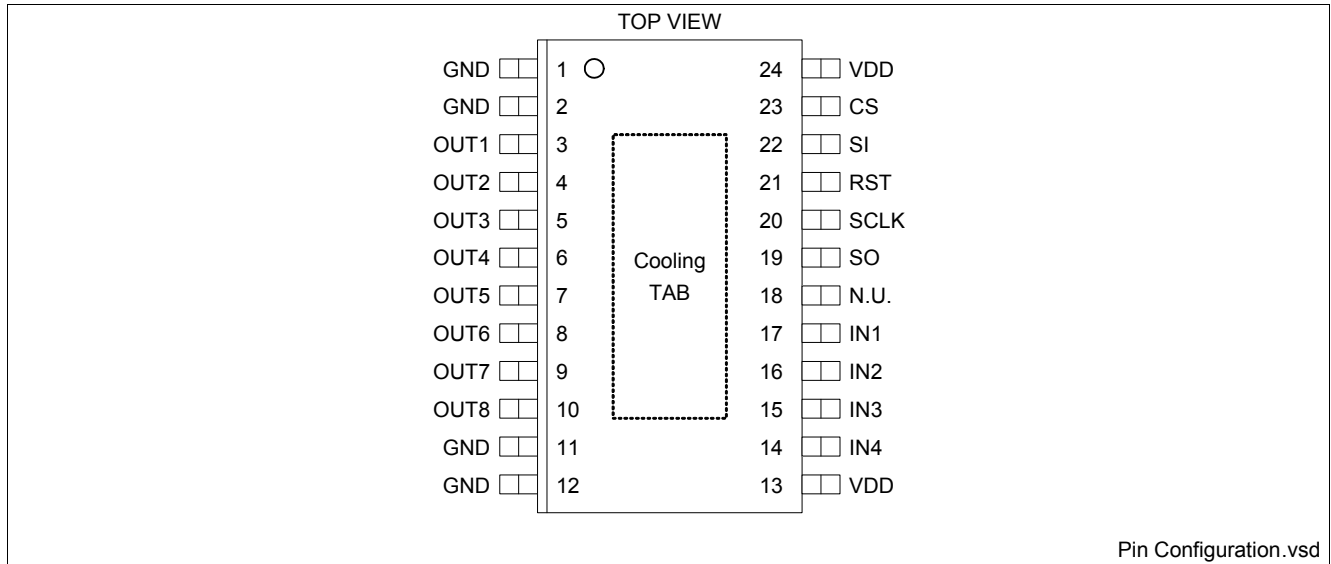 TOP VIEW
GND 1 24 VDD
GND 2 23 CS
OUT1 3 22 SI
OUT2 4 21 RST
OUT3 5 20 SCLK
OUT4 6 Cooling 19 SO
OUT5 7 TAB 18 N.U.
OUT6 8 17 IN1
OUT7 9 16 IN2
OUT8 10 15 IN3
GND 11 14 IN4
GND 12 13 VDD
Pin Configuration.vsd